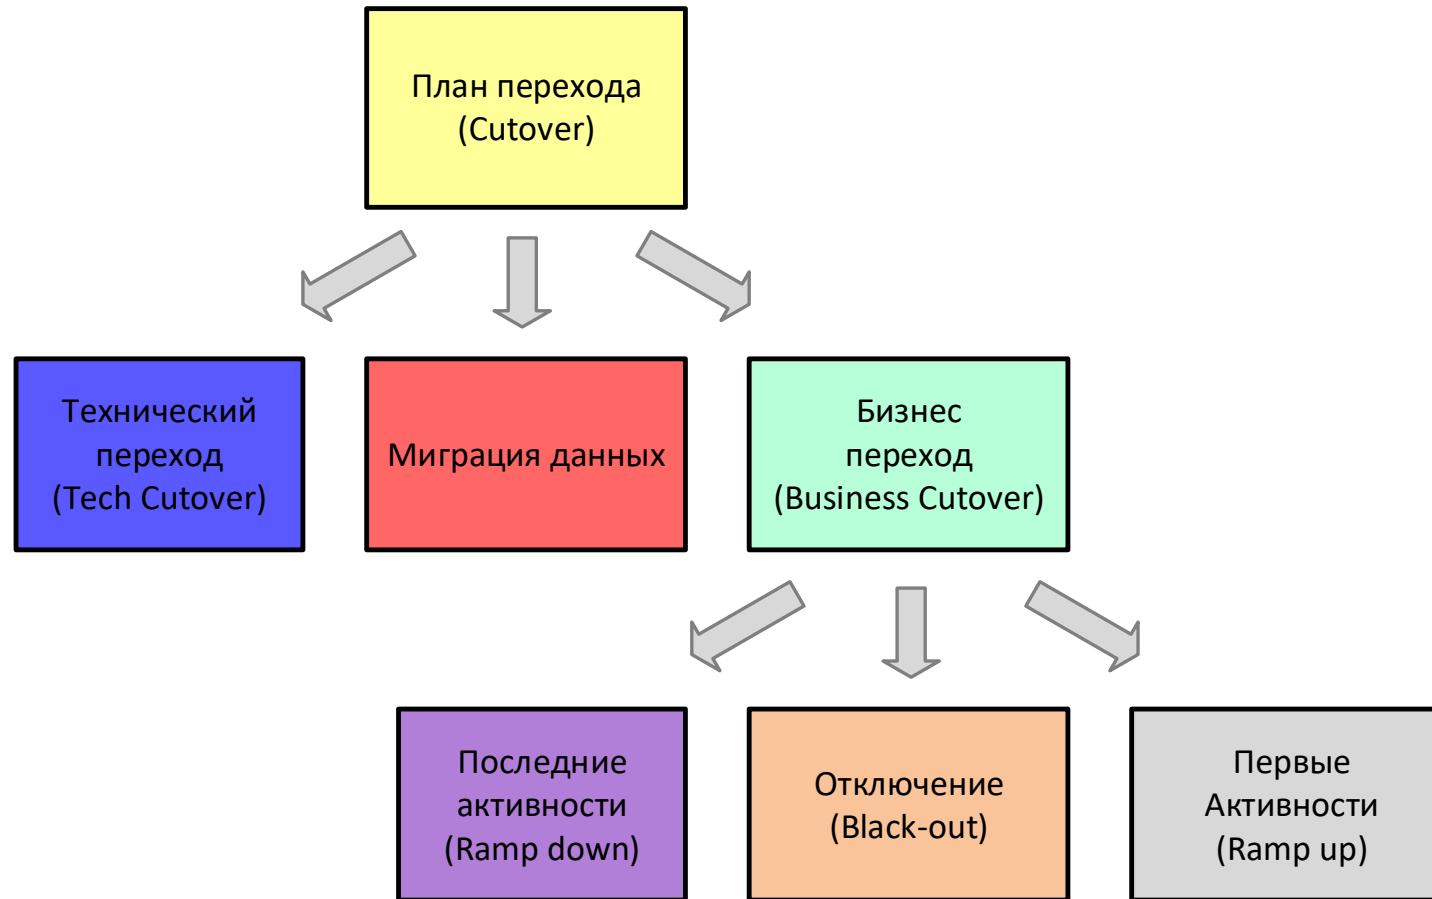 План перехода
(Cutover)
Технический
переход
(Tech Cutover)
Миграция данных
Бизнес
переход
(Business Cutover)
Последние
активности
(Ramp down)
Отключение
(Black-out)
Первые
Активности
(Ramp up)